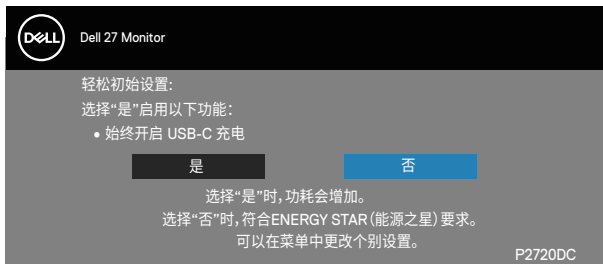 DELL
Dell 27 Monitor
轻松初始设置:
选择“是”启用以下功能:
• 始终开启 USB-C 充电
是 否
选择“是”时,功耗会增加。
选择“否”时,符合ENERGY STAR(能源之星)要求。
可以在菜单中更改个别设置。
P2720DC